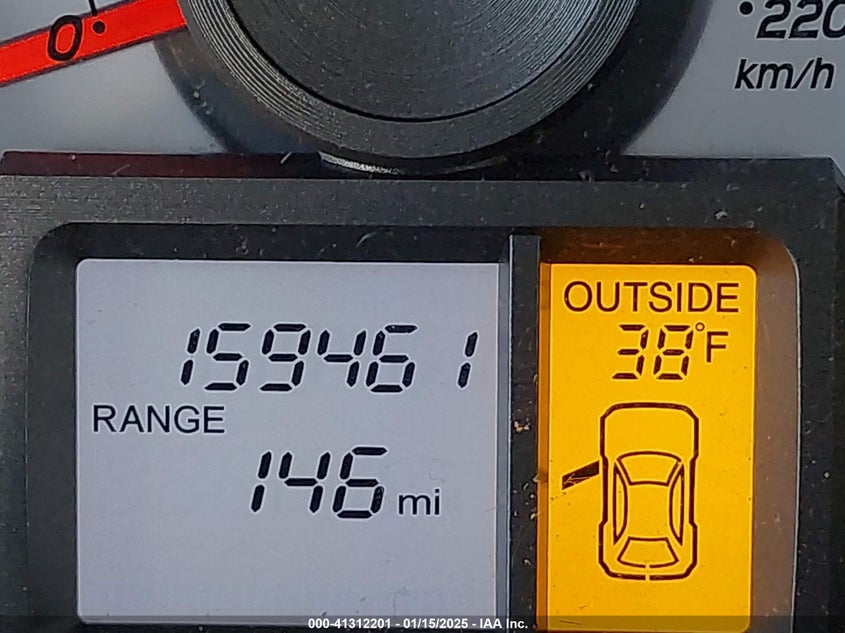 0
220
km/h
OUTSIDE
159461
38°F
RANGE
146 mi
000-41312201 - 01/15/2025 - IAA Inc.